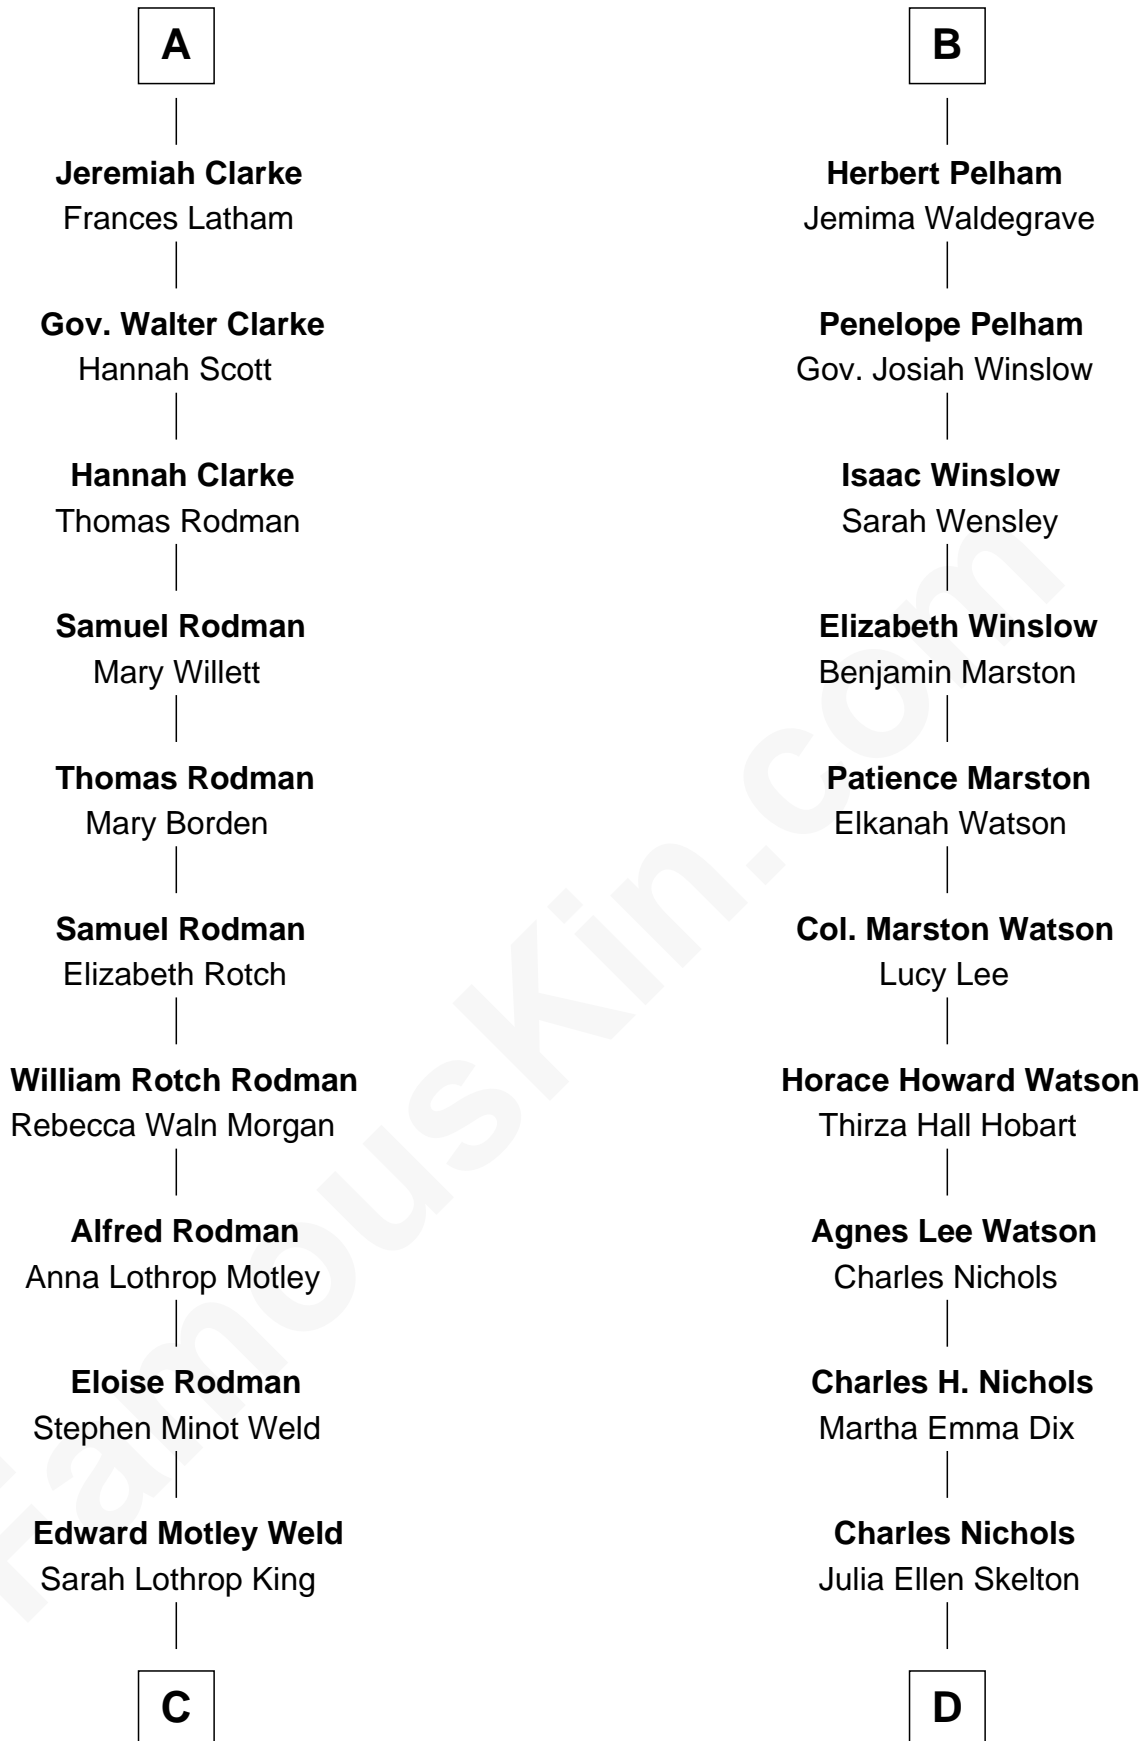 A
Jeremiah Clarke
Frances Latham
Gov. Walter Clarke
Hannah Scott
Hannah Clarke
Thomas Rodman
Samuel Rodman
Mary Willett
Thomas Rodman
Mary Borden
Samuel Rodman
Elizabeth Rotch
William Rotch Rodman
Rebecca Waln Morgan
Alfred Rodman
Anna Lothrop Motley
Eloise Rodman
Stephen Minot Weld
Edward Motley Weld
Sarah Lothrop King
C
B
Herbert Pelham
Jemima Waldegrave
Penelope Pelham
Gov. Josiah Winslow
Isaac Winslow
Sarah Wensley
Elizabeth Winslow
Benjamin Marston
Patience Marston
Elkanah Watson
Col. Marston Watson
Lucy Lee
Horace Howard Watson
Thirza Hall Hobart
Agnes Lee Watson
Charles Nichols
Charles H. Nichols
Martha Emma Dix
Charles Nichols
Julia Ellen Skelton
D
FamousKin.com